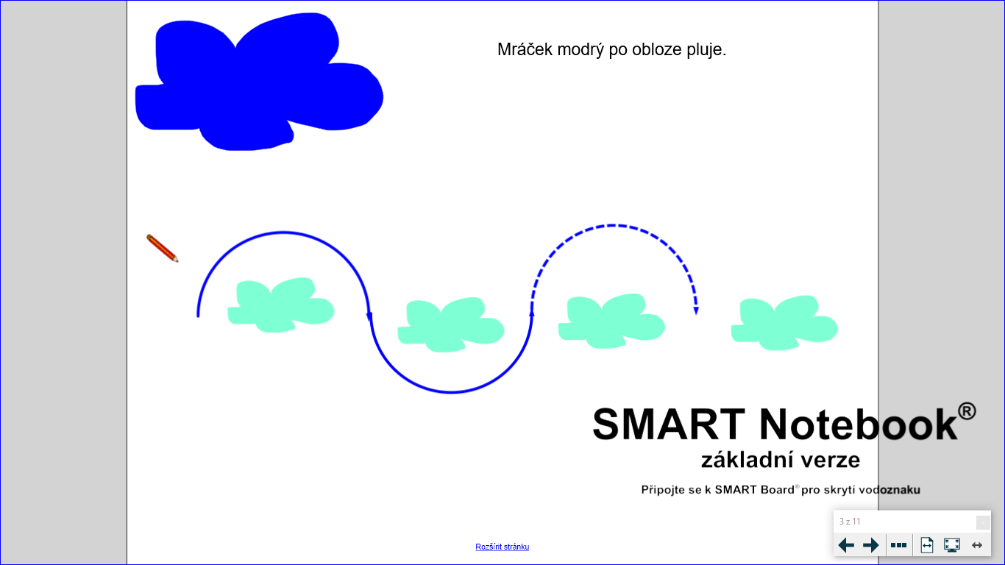 Mráček modrý po obloze pluje.
SMART Notebook®
základní verze
Připojte se k SMART Board® pro skrytí vodoznaku
3 z 11
Rozšířit stránku